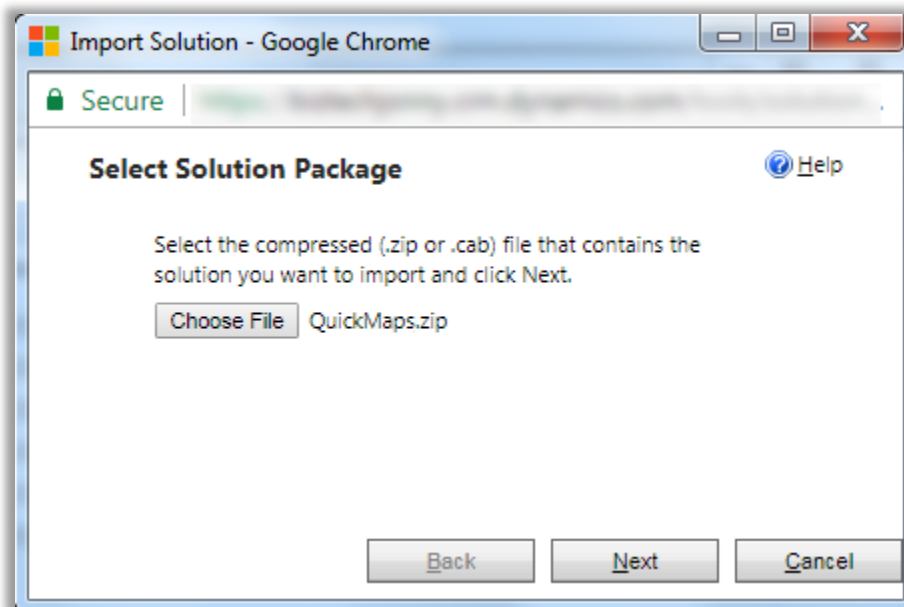 Import Solution - Google Chrome
Secure
Select Solution Package
Help
Select the compressed (.zip or .cab) file that contains the
solution you want to import and click Next.
Choose File QuickMaps.zip
Back Next Cancel